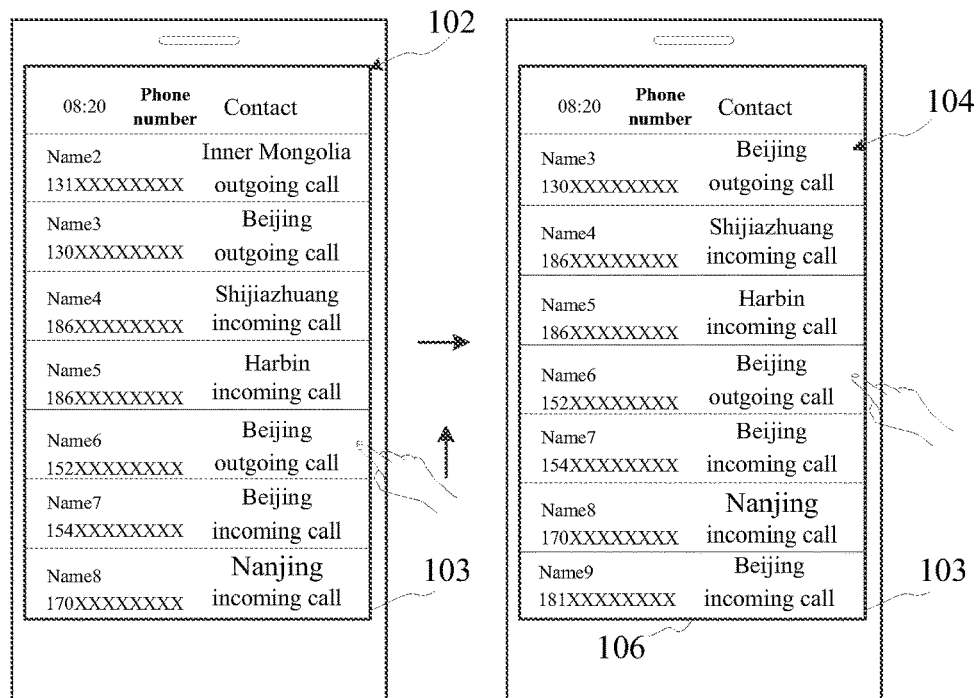 102
08:20 Phone number Contact
Name2 Inner Mongolia
131XXXXXXXX outgoing call
Name3 Beijing
130XXXXXXXX outgoing call
Name4 Shijiazhuang
186XXXXXXXX incoming call
Name5 Harbin
186XXXXXXXX incoming call
Name6 Beijing
152XXXXXXXX outgoing call
Name7 Beijing
154XXXXXXXX incoming call
Name8 Nanjing
170XXXXXXXX incoming call
103
08:20 Phone number Contact
104
Name3 Beijing
130XXXXXXXX outgoing call
Name4 Shijiazhuang
186XXXXXXXX incoming call
Name5 Harbin
186XXXXXXXX incoming call
Name6 Beijing
152XXXXXXXX outgoing call
Name7 Beijing
154XXXXXXXX incoming call
Name8 Nanjing
170XXXXXXXX incoming call
Name9 Beijing
181XXXXXXXX incoming call
103
106